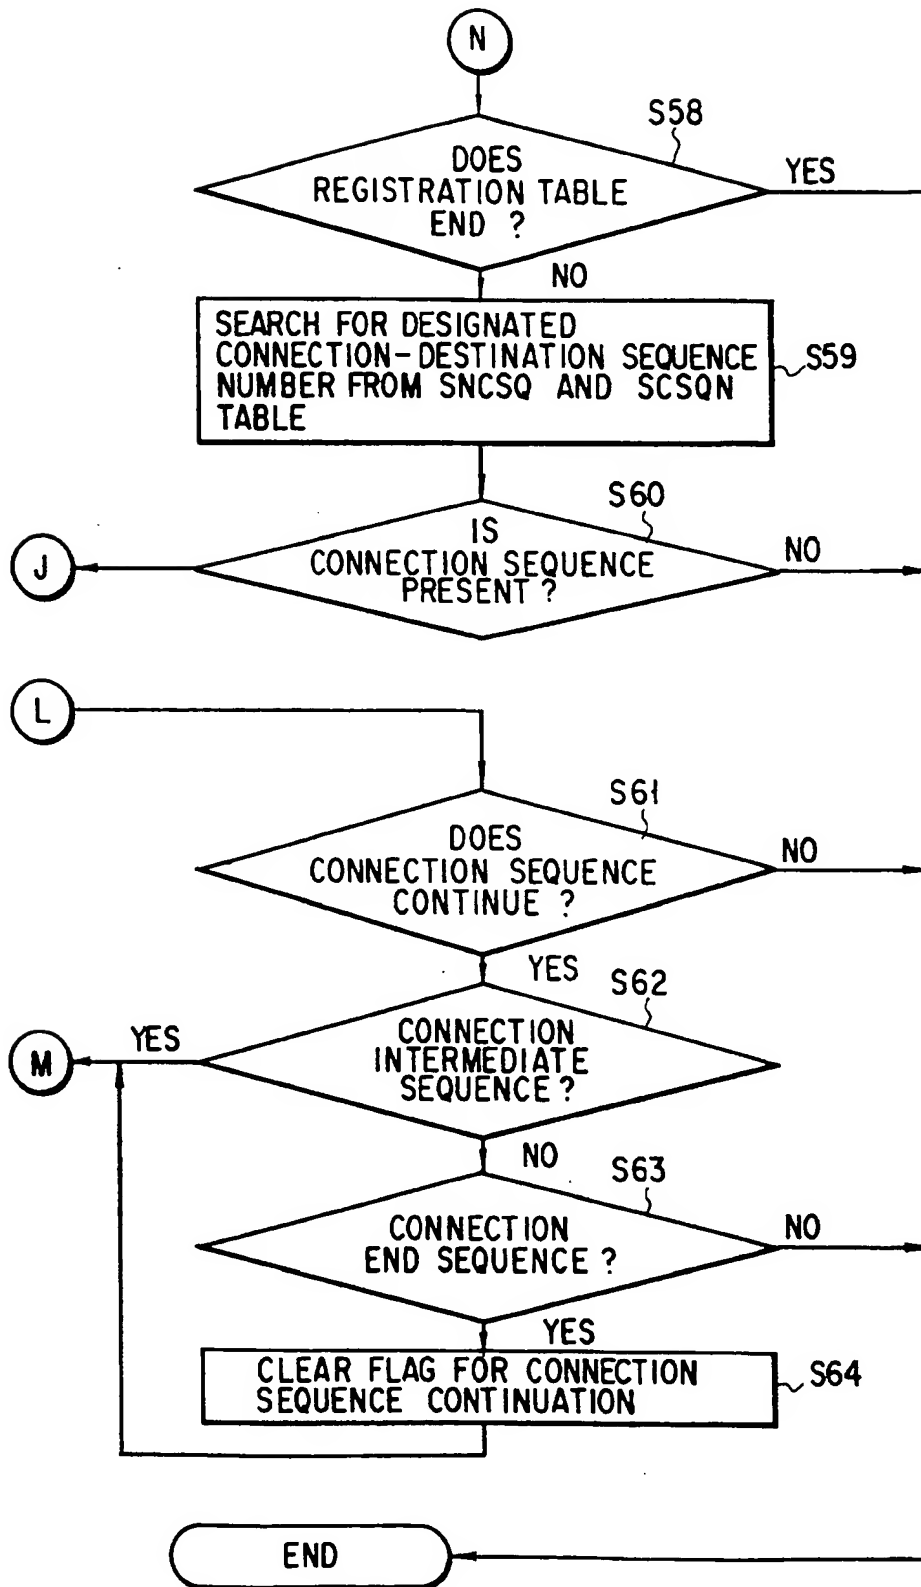 N
S58
DOES
REGISTRATION TABLE
END ?
YES
NO
SEARCH FOR DESIGNATED
CONNECTION-DESTINATION SEQUENCE
NUMBER FROM SNCSQ AND SCSQN
TABLE
S59
S60
IS
CONNECTION SEQUENCE
PRESENT ?
NO
J
L
S61
DOES
CONNECTION SEQUENCE
CONTINUE ?
NO
YES
S62
CONNECTION
INTERMEDIATE
SEQUENCE ?
YES
M
NO
S63
CONNECTION
END SEQUENCE ?
NO
YES
CLEAR FLAG FOR CONNECTION
SEQUENCE CONTINUATION
S64
END